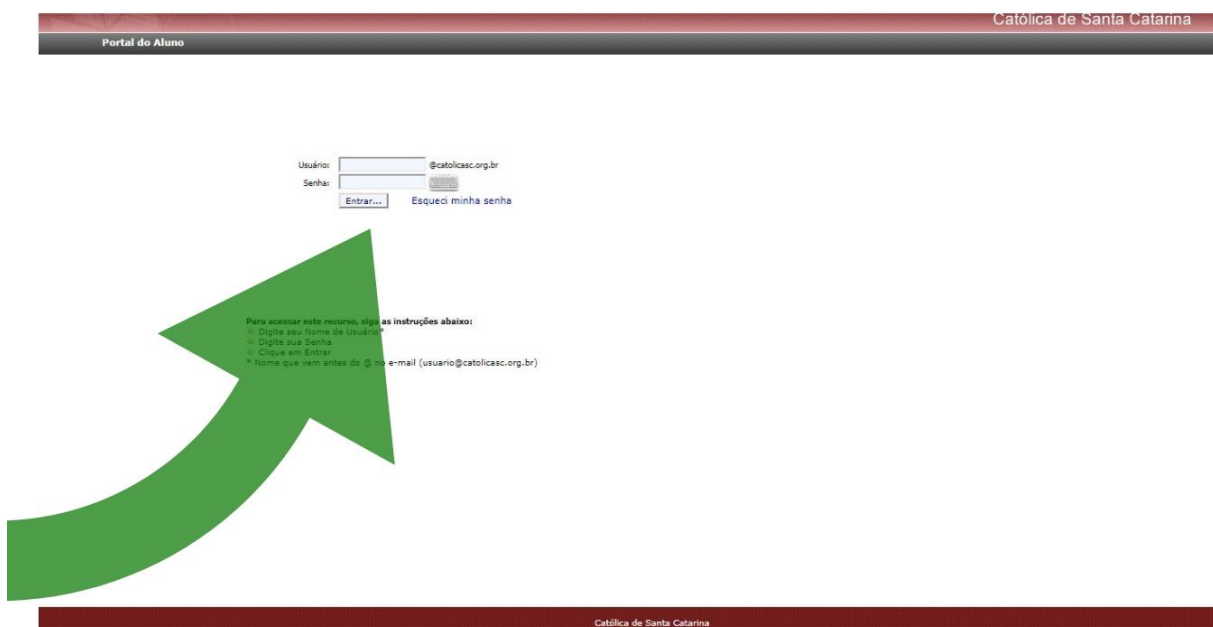 Católica de Santa Catarina
Portal do Aluno
Usuário: @catolicasc.org.br
Senha:
Entrar... Esqueci minha senha
Para acessar este recurso, siga as instruções abaixo:
Digite seu Nome de Usuário*
Digite sua Senha
Clique em Entrar
* Nome que vem antes do @ no e-mail (usuario@catolicasc.org.br)
Católica de Santa Catarina